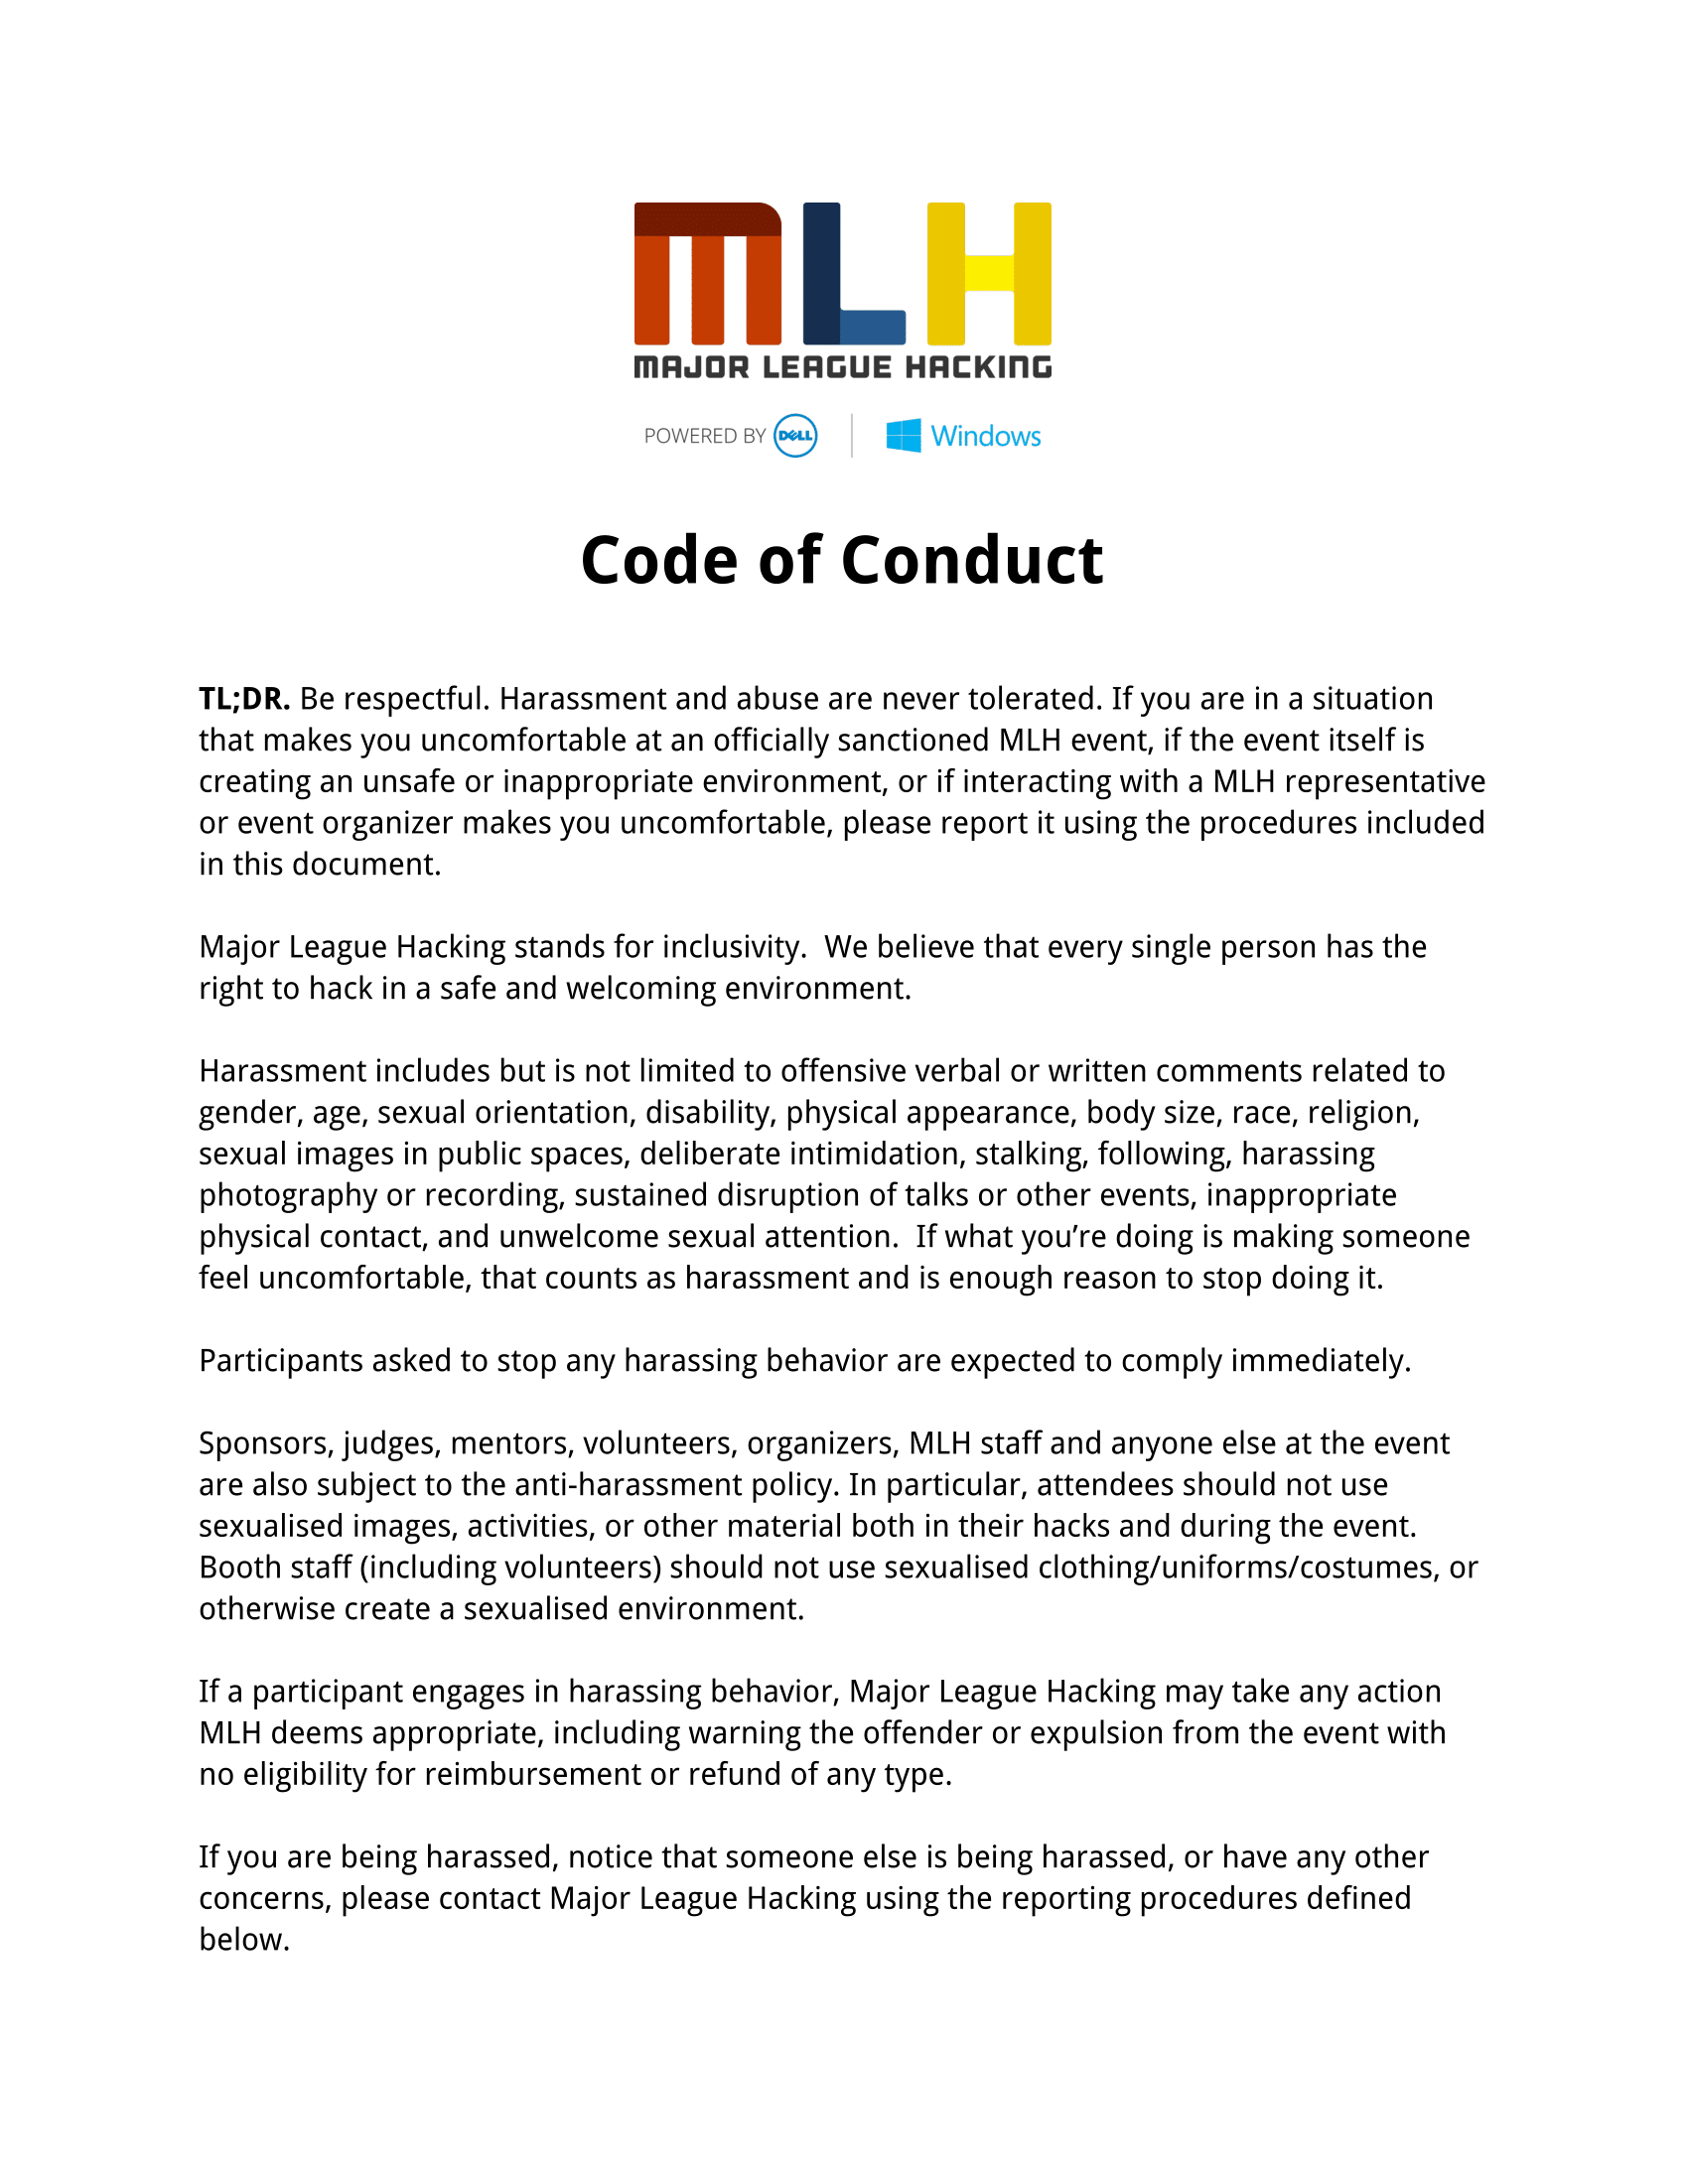 MLH
MAJOR LEAGUE HACKING
POWERED BY DELL | Windows
Code of Conduct
TL;DR. Be respectful. Harassment and abuse are never tolerated. If you are in a situation
that makes you uncomfortable at an officially sanctioned MLH event, if the event itself is
creating an unsafe or inappropriate environment, or if interacting with a MLH representative
or event organizer makes you uncomfortable, please report it using the procedures included
in this document.
Major League Hacking stands for inclusivity.  We believe that every single person has the
right to hack in a safe and welcoming environment.
Harassment includes but is not limited to offensive verbal or written comments related to
gender, age, sexual orientation, disability, physical appearance, body size, race, religion,
sexual images in public spaces, deliberate intimidation, stalking, following, harassing
photography or recording, sustained disruption of talks or other events, inappropriate
physical contact, and unwelcome sexual attention.  If what you’re doing is making someone
feel uncomfortable, that counts as harassment and is enough reason to stop doing it.
Participants asked to stop any harassing behavior are expected to comply immediately.
Sponsors, judges, mentors, volunteers, organizers, MLH staff and anyone else at the event
are also subject to the anti-harassment policy. In particular, attendees should not use
sexualised images, activities, or other material both in their hacks and during the event.
Booth staff (including volunteers) should not use sexualised clothing/uniforms/costumes, or
otherwise create a sexualised environment.
If a participant engages in harassing behavior, Major League Hacking may take any action
MLH deems appropriate, including warning the offender or expulsion from the event with
no eligibility for reimbursement or refund of any type.
If you are being harassed, notice that someone else is being harassed, or have any other
concerns, please contact Major League Hacking using the reporting procedures defined
below.